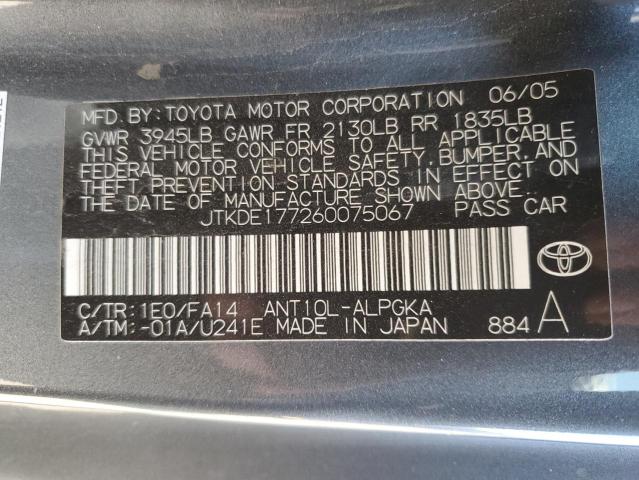 MFD.BY: TOYOTA MOTOR CORPORATION 06/05
GVWR 3945LB GAWR FR 2130LB RR 1835LB
THIS VEHICLE CONFORMS TO ALL APPLICABLE
FEDERAL MOTOR VEHICLE SAFETY, BUMPER, AND
THEFT PREVENTION STANDARDS IN EFFECT ON
THE DATE OF MANUFACTURE SHOWN ABOVE.
JTKDE177260075067 PASS CAR
C/TR: 1E0/FA14 ANT10L-ALPGKA
A/TM: -01A/U241E MADE IN JAPAN 884 A